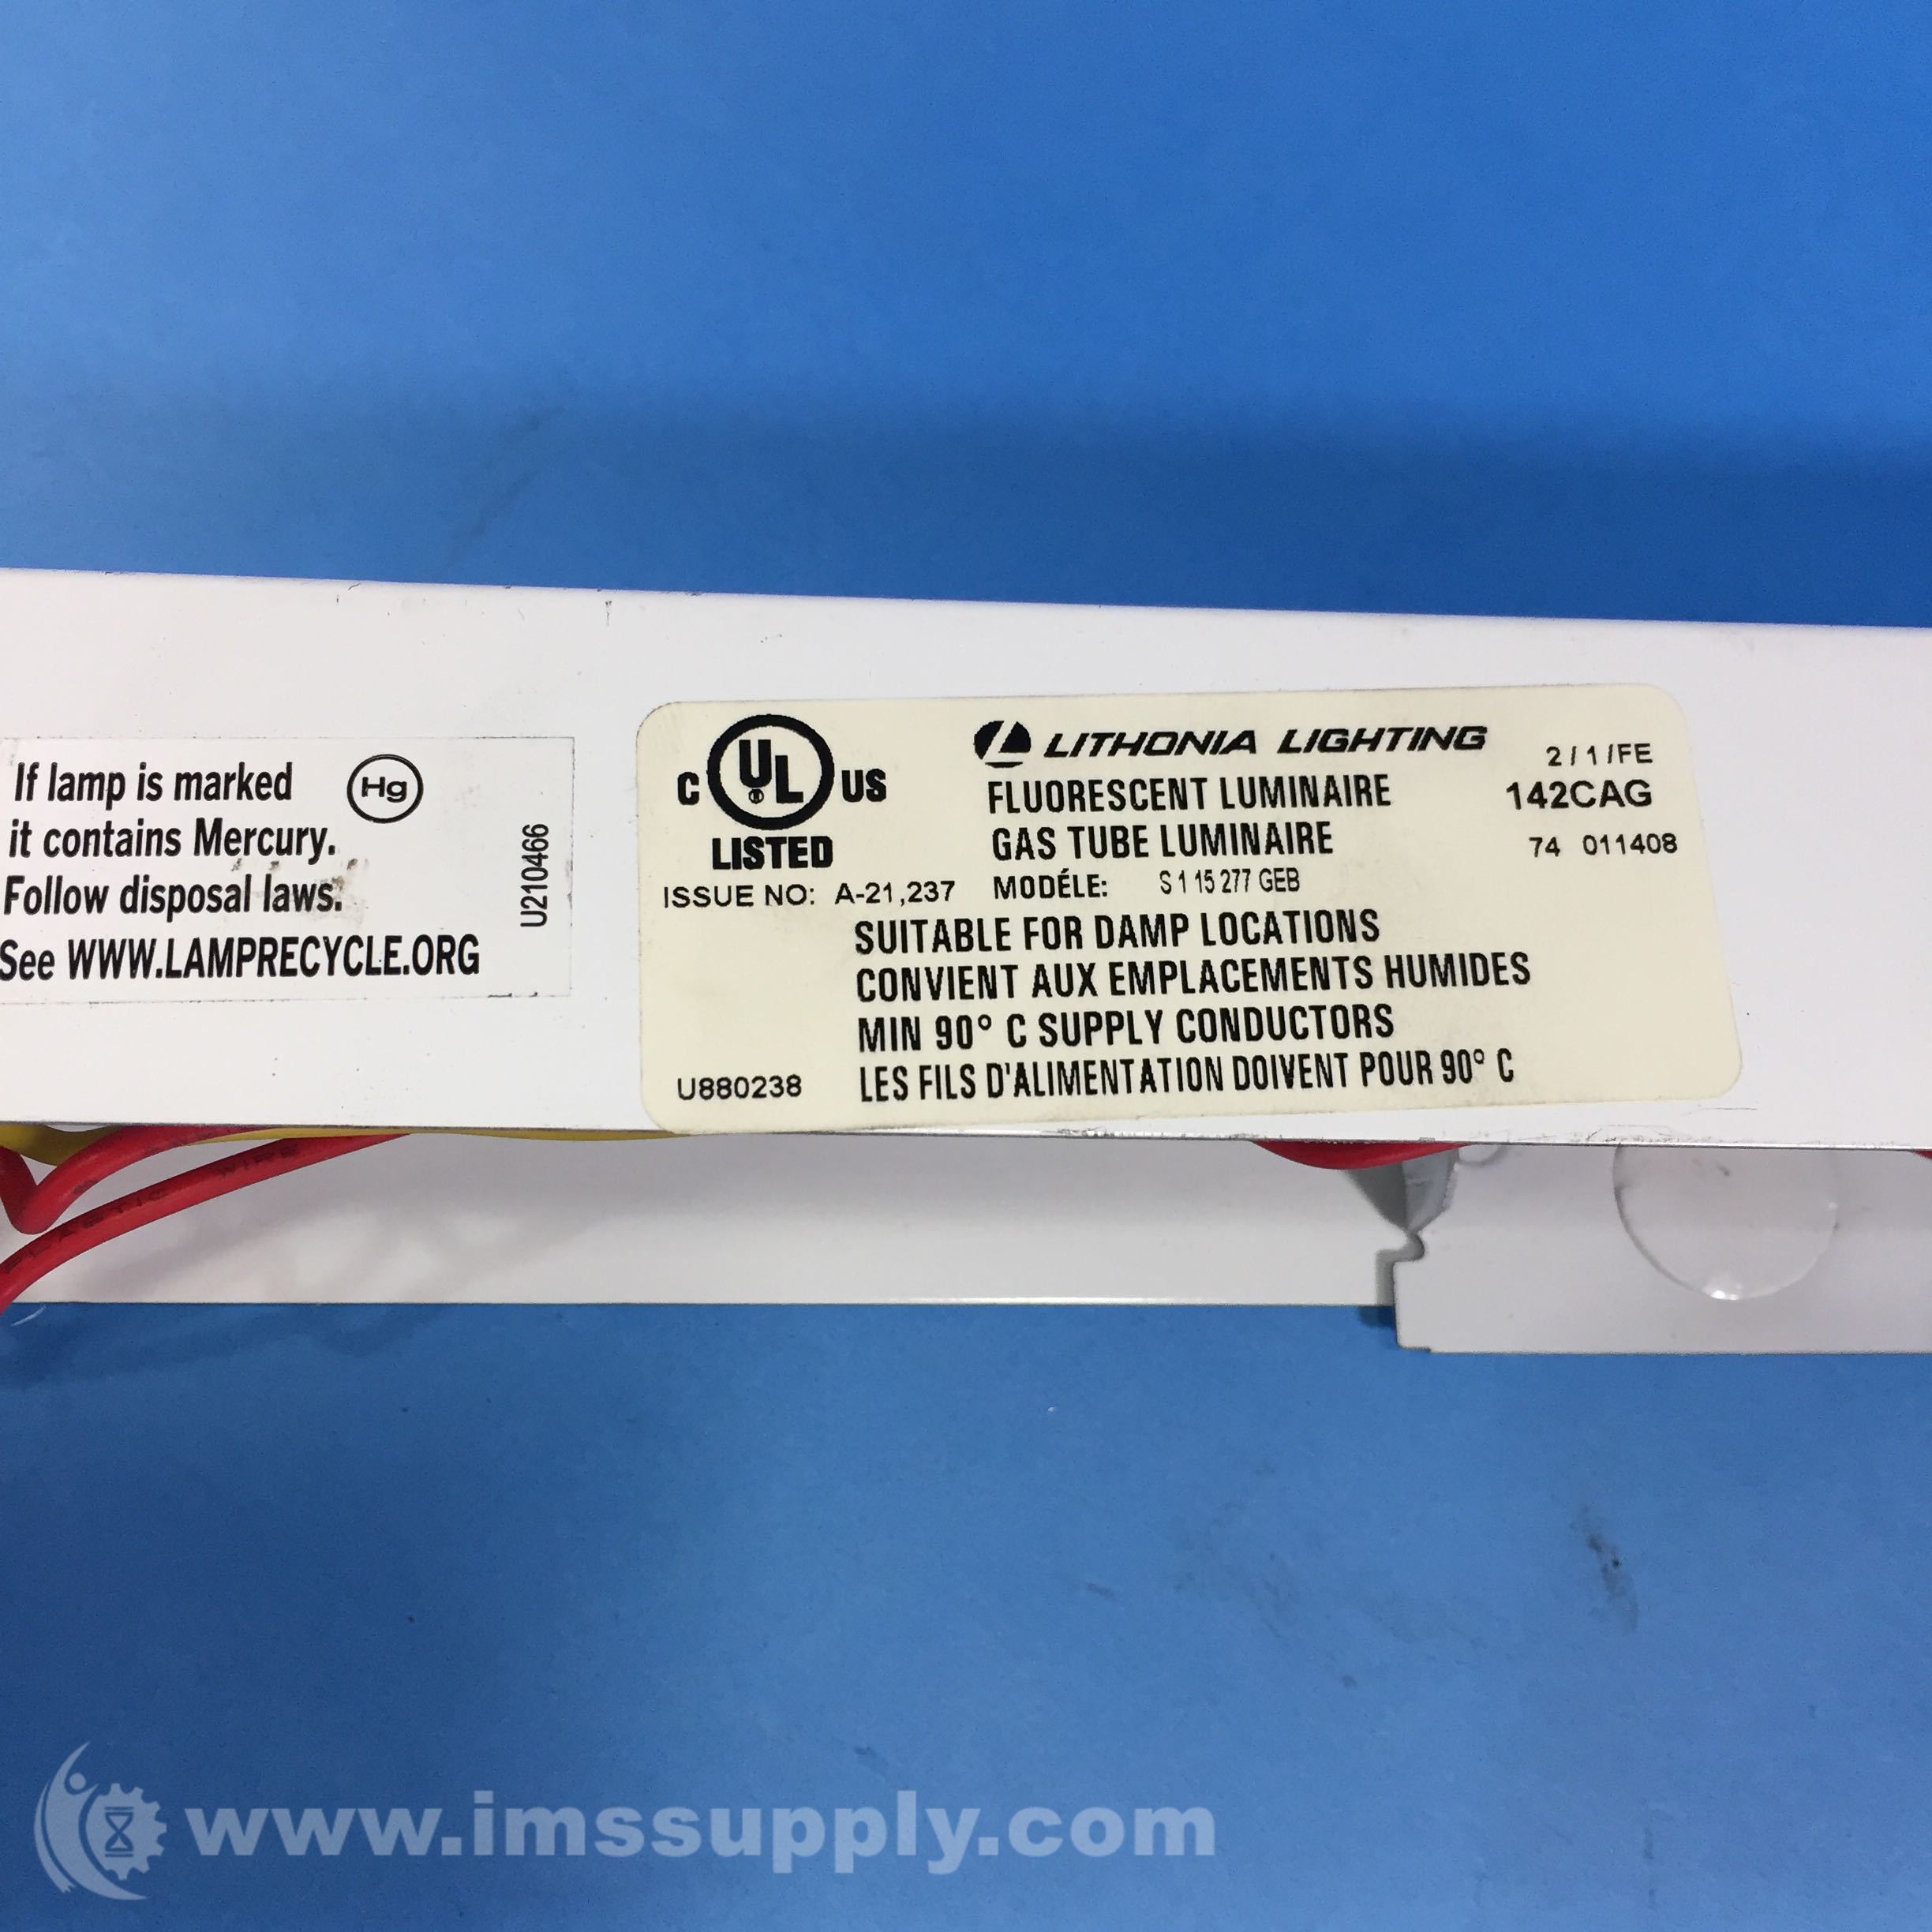 If lamp is marked Hg
it contains Mercury.
Follow disposal laws.
See WWW.LAMPRECYCLE.ORG
U210466
C UL US
LISTED
ISSUE NO: A-21,237
LITHONIA LIGHTING
2/1/FE
FLUORESCENT LUMINAIRE
142CAG
GAS TUBE LUMINAIRE
74 011408
MODÉLE: S 1 15 277 GEB
SUITABLE FOR DAMP LOCATIONS
CONVIENT AUX EMPLACEMENTS HUMIDES
MIN 90° C SUPPLY CONDUCTORS
LES FILS D'ALIMENTATION DOIVENT POUR 90° C
U880238
WIRE
www.imssupply.com